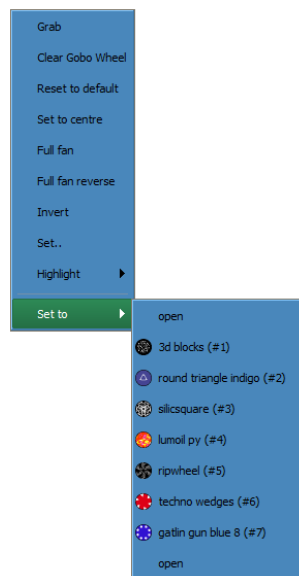 Grab
Clear Gobo Wheel
Reset to default
Set to centre
Full fan
Full fan reverse
Invert
Set..
Highlight
Set to
open
3d blocks (#1)
round triangle indigo (#2)
silicsquare (#3)
lumoil py (#4)
ripwheel (#5)
techno wedges (#6)
gatlin gun blue 8 (#7)
open